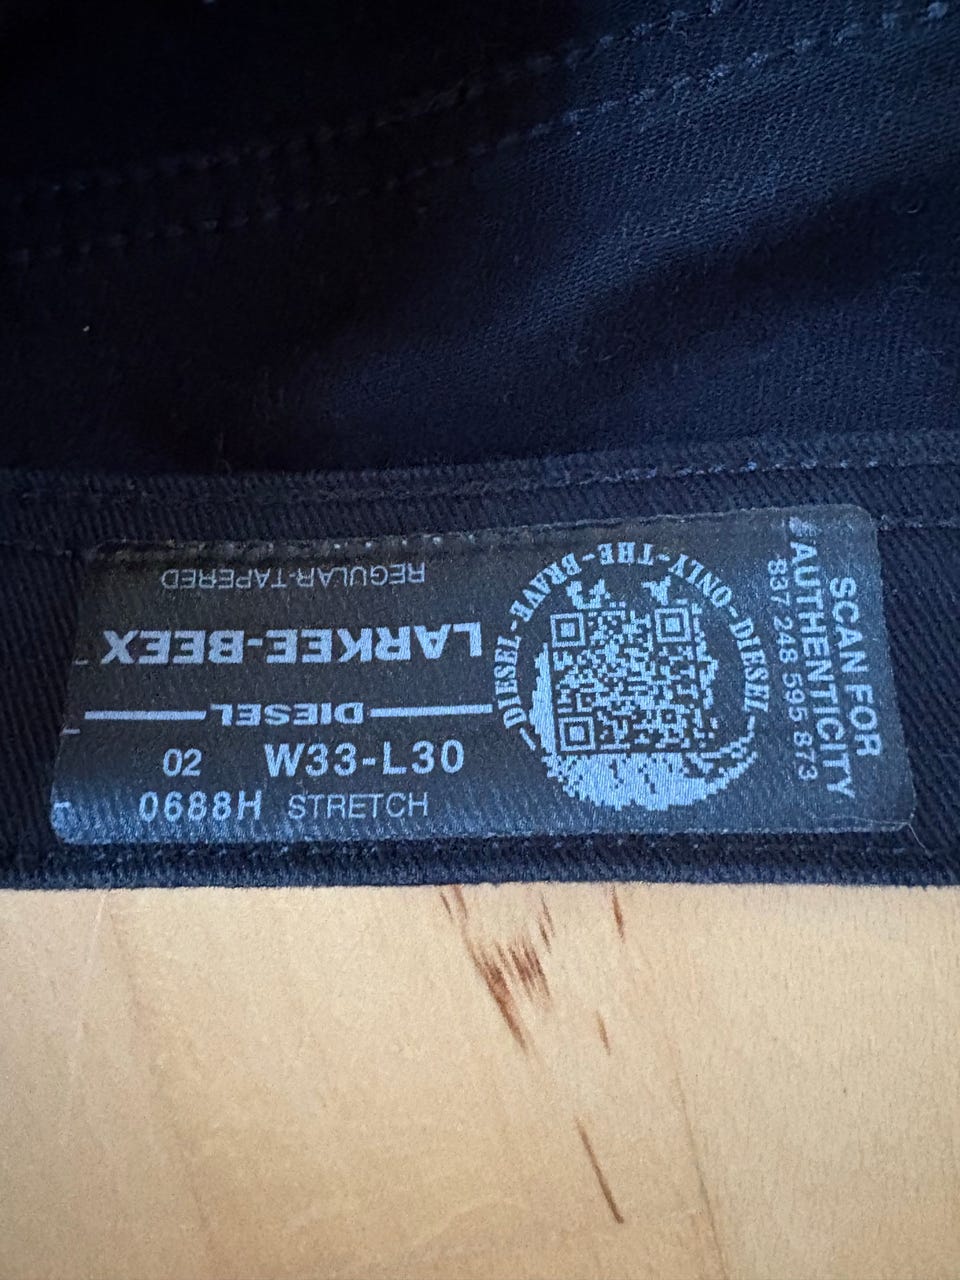 REGULAR-TAPERED
LARKEE-BEEX
DIESEL
02 W33-L30
0688H STRETCH
DIESEL-ONLY-THE-BRAVE-DIESEL
SCAN FOR
AUTHENTICITY
837 248 595 873